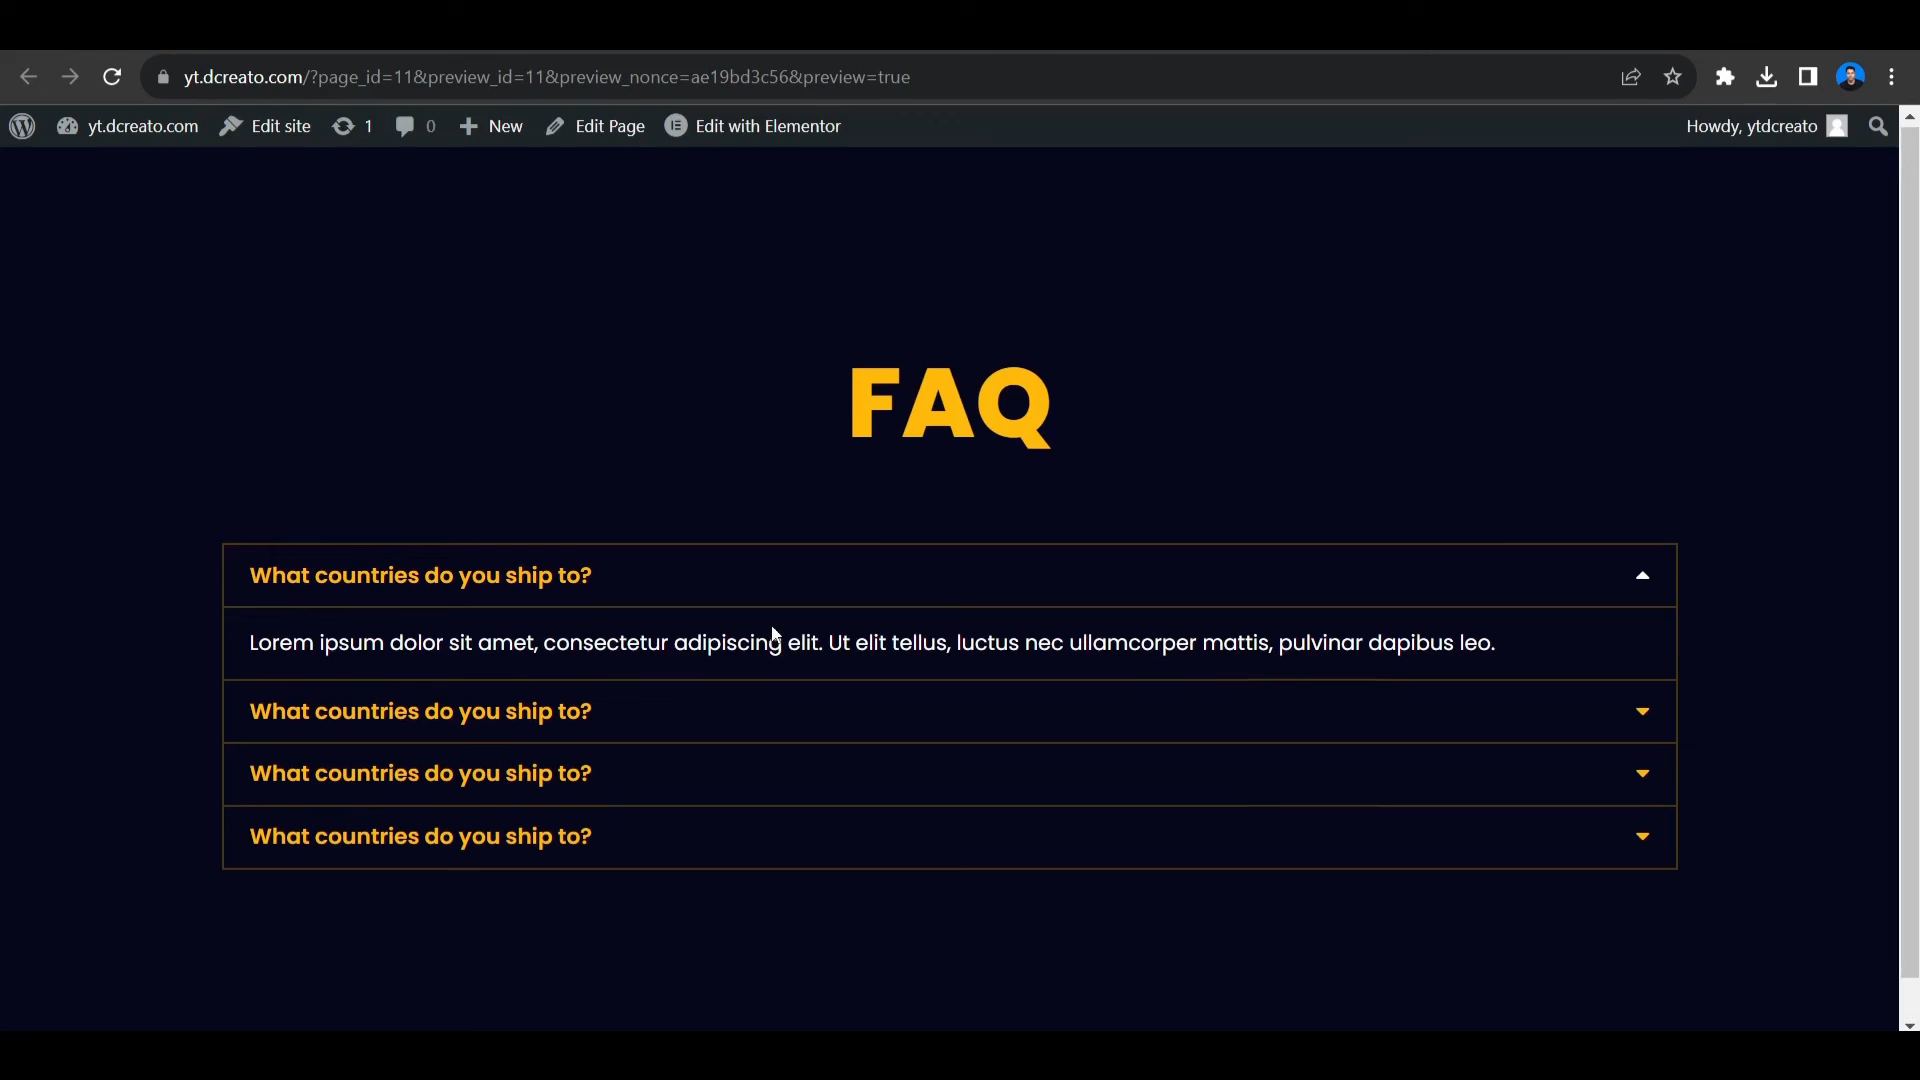 yt.dcreato.com/?page_id=11&preview_id=11&preview_nonce=ae19bd3c56&preview=true
yt.dcreato.com Edit site 1 0 New Edit Page Edit with Elementor Howdy, ytdcreato
FAQ
What countries do you ship to?
Lorem ipsum dolor sit amet, consectetur adipiscing elit. Ut elit tellus, luctus nec ullamcorper mattis, pulvinar dapibus leo.
What countries do you ship to?
What countries do you ship to?
What countries do you ship to?